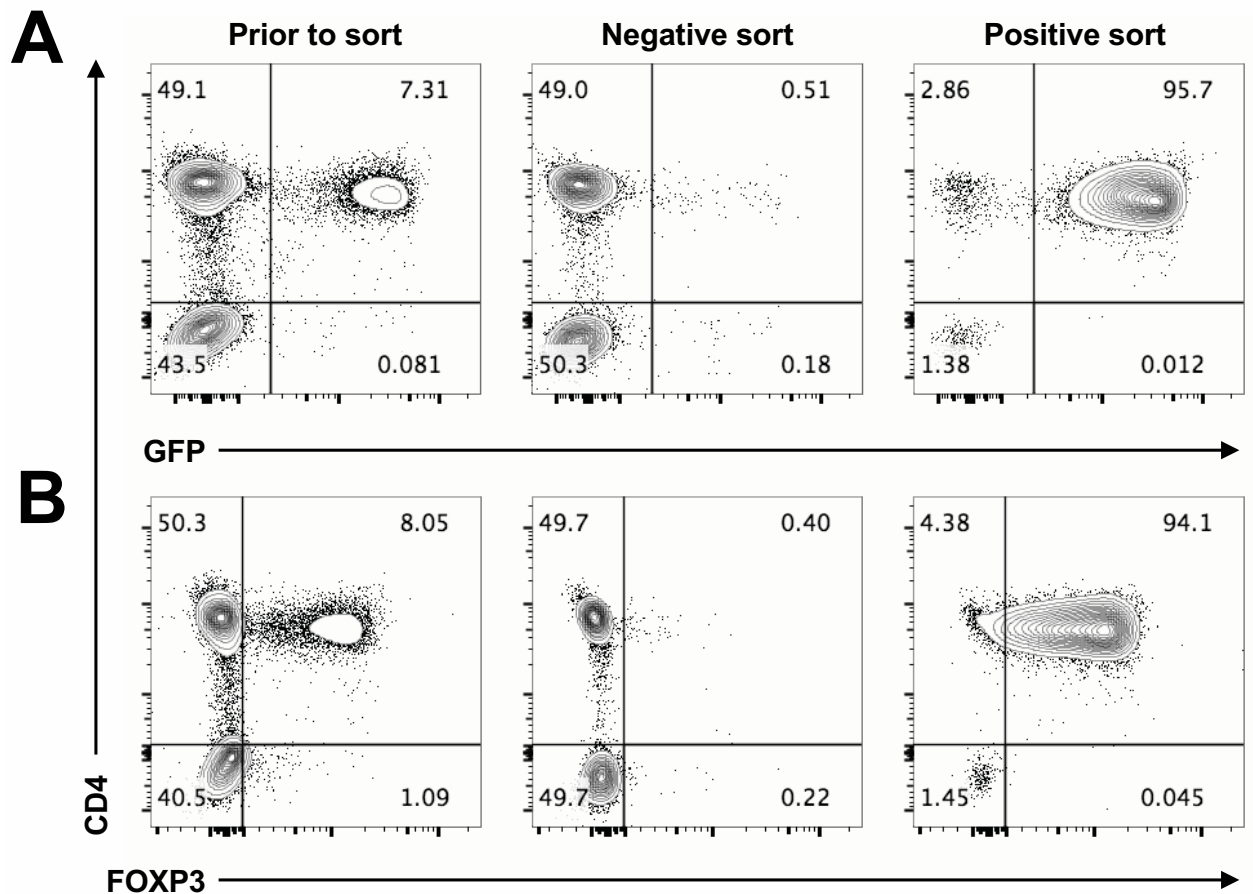 A
Prior to sort Negative sort Positive sort
49.1 7.31 49.0 0.51 2.86 95.7
43.5 0.081 50.3 0.18 1.38 0.012
GFP
B
50.3 8.05 49.7 0.40 4.38 94.1
40.5 1.09 49.7 0.22 1.45 0.045
CD4
FOXP3